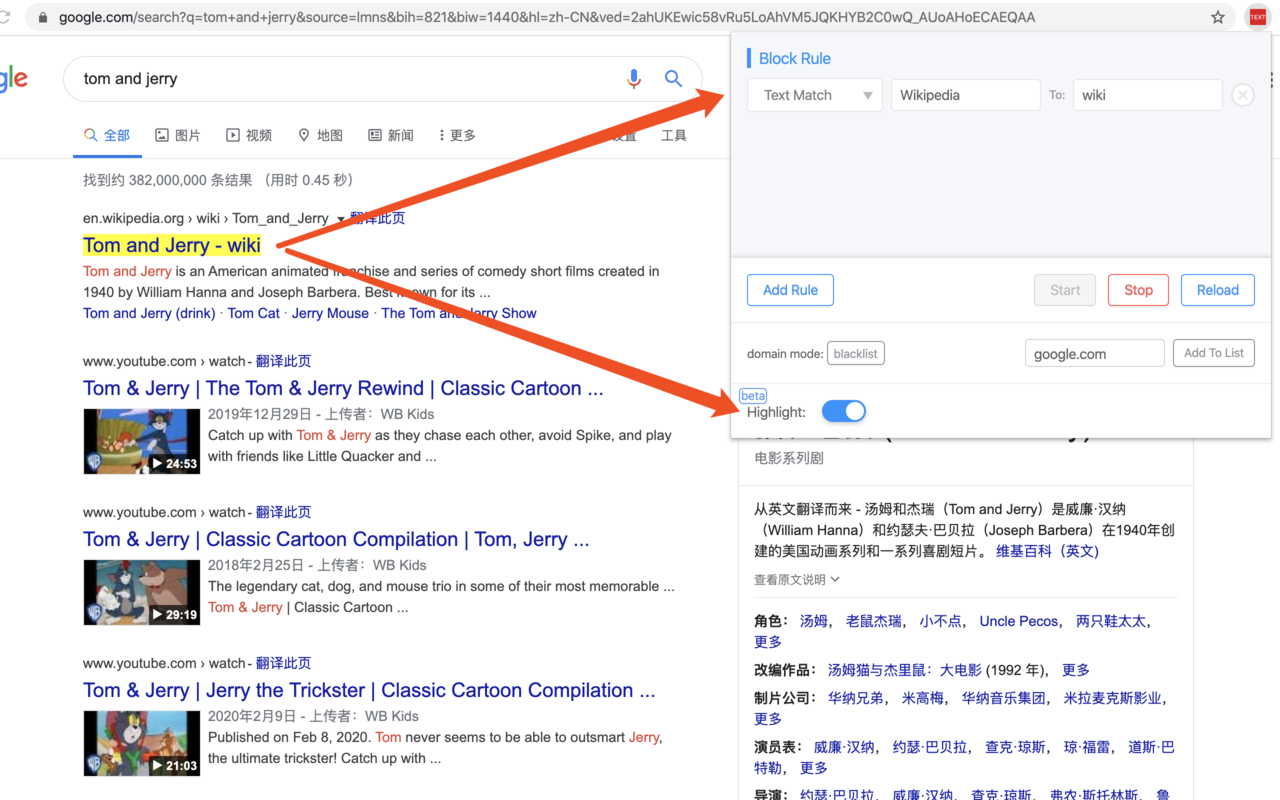 google.com/search?q=tom+and+jerry&source=lmns&bih=821&biw=1440&hl=zh-CN&ved=2ahUKEwic58vRu5LoAhVM5JQKHYB2C0wQ_AUoAHoECAEQAA
TEXT
gle
tom and jerry
全部 图片 视频 地图 新闻 更多 设置 工具
找到约 382,000,000 条结果 （用时 0.45 秒）
en.wikipedia.org › wiki › Tom_and_Jerry 翻译此页
Tom and Jerry - wiki
Tom and Jerry is an American animated franchise and series of comedy short films created in
1940 by William Hanna and Joseph Barbera. Best known for its ...
Tom and Jerry (drink) · Tom Cat · Jerry Mouse · The Tom and Jerry Show
www.youtube.com › watch - 翻译此页
Tom & Jerry | The Tom & Jerry Rewind | Classic Cartoon ...
2019年12月29日 - 上传者：WB Kids
Catch up with Tom & Jerry as they chase each other, avoid Spike, and play
with friends like Little Quacker and ...
24:53
www.youtube.com › watch - 翻译此页
Tom & Jerry | Classic Cartoon Compilation | Tom, Jerry ...
2018年2月25日 - 上传者：WB Kids
The legendary cat, dog, and mouse trio in some of their most memorable ...
Tom & Jerry | Classic Cartoon ...
29:19
www.youtube.com › watch - 翻译此页
Tom & Jerry | Jerry the Trickster | Classic Cartoon Compilation ...
2020年2月9日 - 上传者：WB Kids
Published on Feb 8, 2020. Tom never seems to be able to outsmart Jerry,
the ultimate trickster! Catch up with ...
21:03
Block Rule
Text Match Wikipedia To: wiki
Add Rule Start Stop Reload
domain mode: blacklist google.com Add To List
beta
Highlight:
电影系列剧
从英文翻译而来 - 汤姆和杰瑞（Tom and Jerry）是威廉·汉纳
（William Hanna）和约瑟夫·巴贝拉（Joseph Barbera）在1940年创
建的美国动画系列和一系列喜剧短片。 维基百科（英文)
查看原文说明
角色： 汤姆， 老鼠杰瑞， 小不点， Uncle Pecos， 两只鞋太太，
更多
改编作品： 汤姆猫与杰里鼠：大电影 (1992 年)， 更多
制片公司： 华纳兄弟， 米高梅， 华纳音乐集团， 米拉麦克斯影业，
更多
演员表： 威廉·汉纳， 约瑟·巴贝拉， 查克·琼斯， 琼·福雷， 道斯·巴
特勒， 更多
导演： 约瑟·巴贝拉， 威廉·汉纳， 查克·琼斯， 弗农·斯托林斯， 鲁